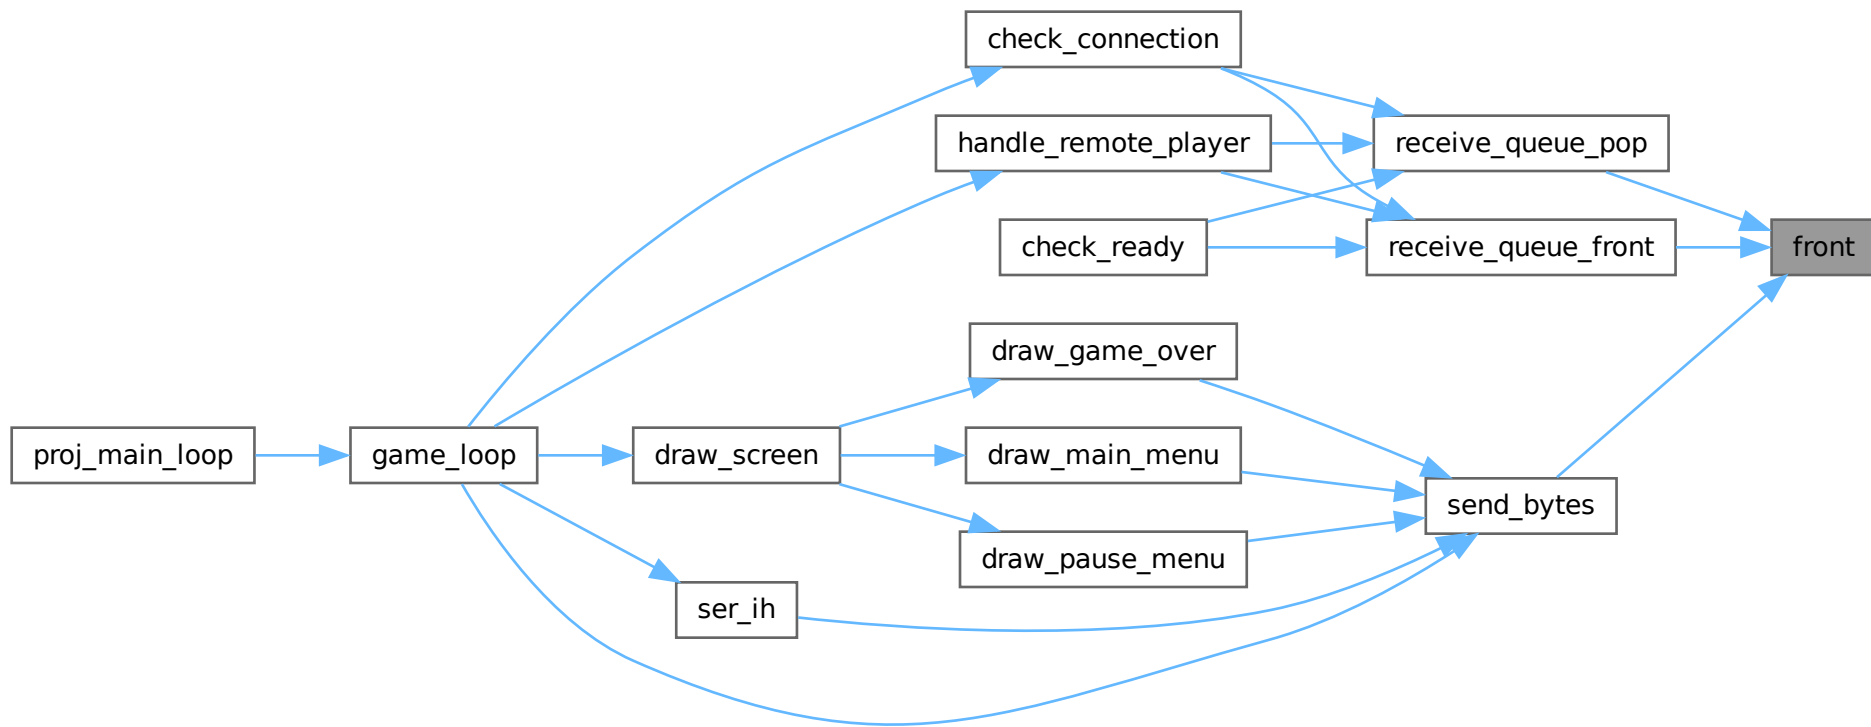 check_connection
handle_remote_player
receive_queue_pop
check_ready
receive_queue_front
front
draw_game_over
proj_main_loop
game_loop
draw_screen
draw_main_menu
send_bytes
draw_pause_menu
ser_ih